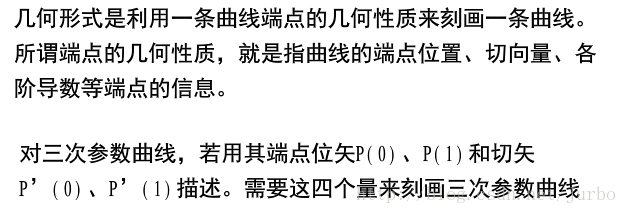 几何形式是利用一条曲线端点的几何性质来刻画一条曲线。
所谓端点的几何性质，就是指曲线的端点位置、切向量、各
阶导数等端点的信息。
对三次参数曲线，若用其端点位矢P(0)、P(1)和切矢
P’(0)、P’(1)描述。需要这四个量来刻画三次参数曲线